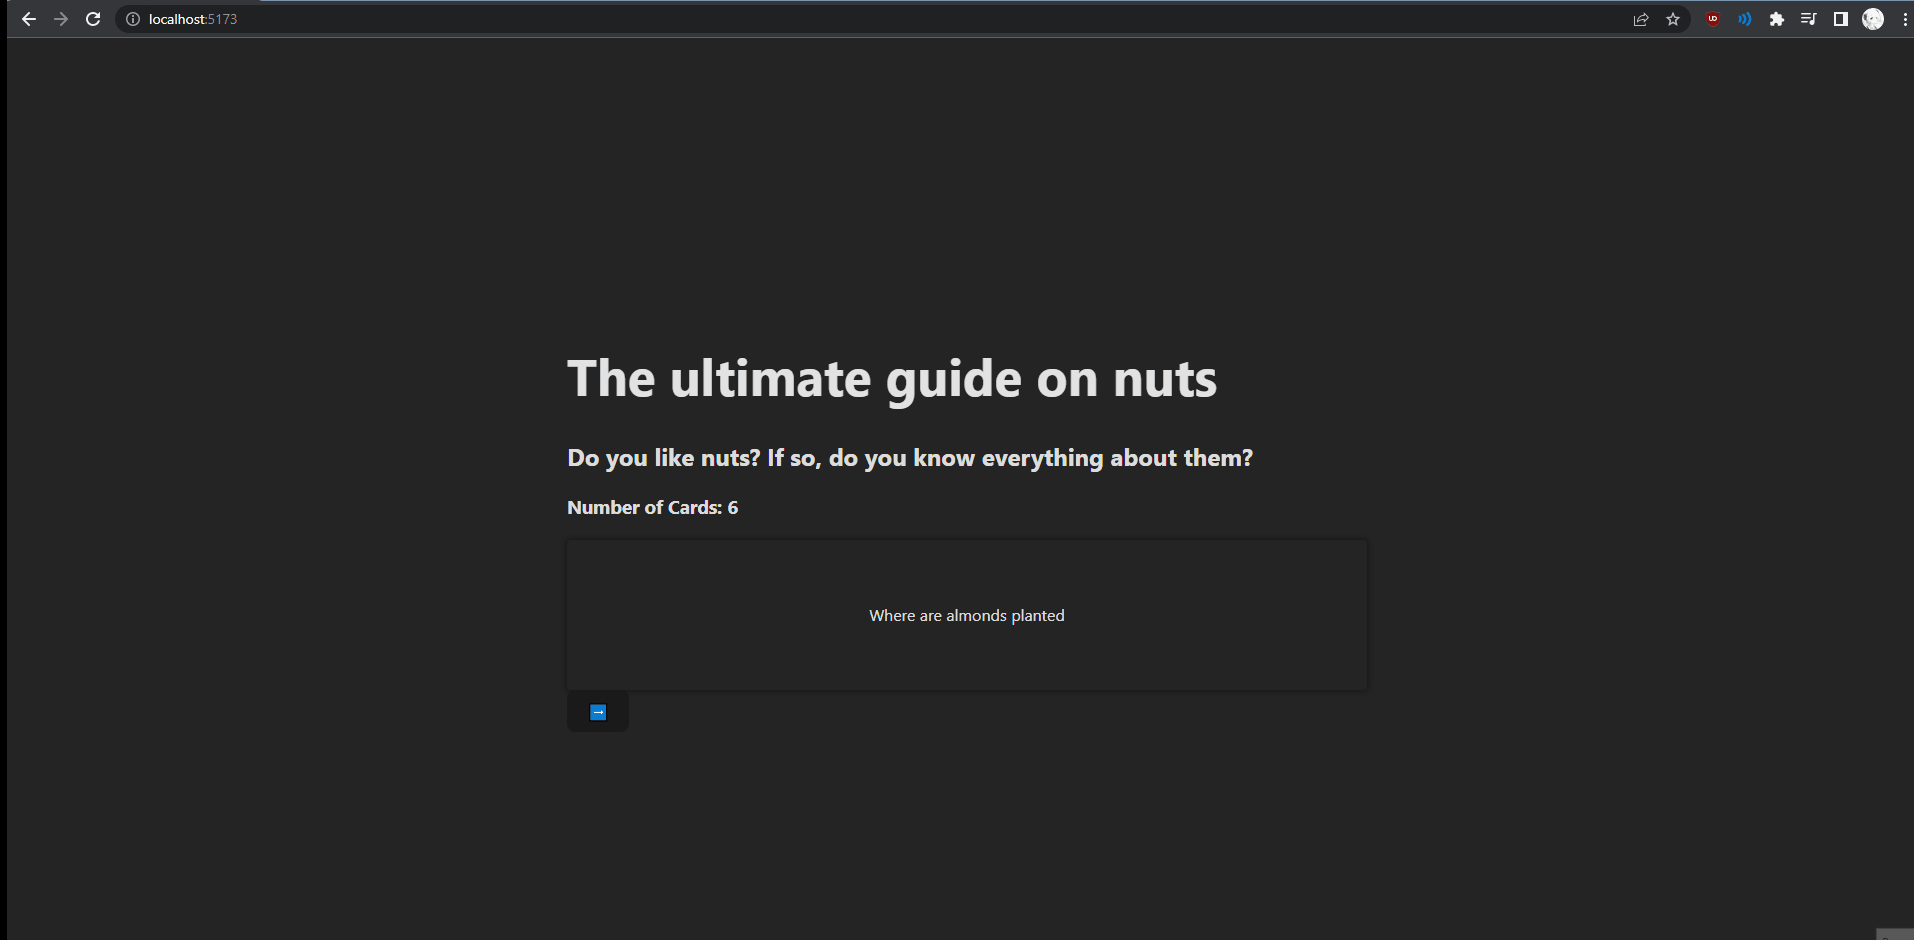 localhost:5173
The ultimate guide on nuts
Do you like nuts? If so, do you know everything about them?
Number of Cards: 6
Where are almonds planted
→